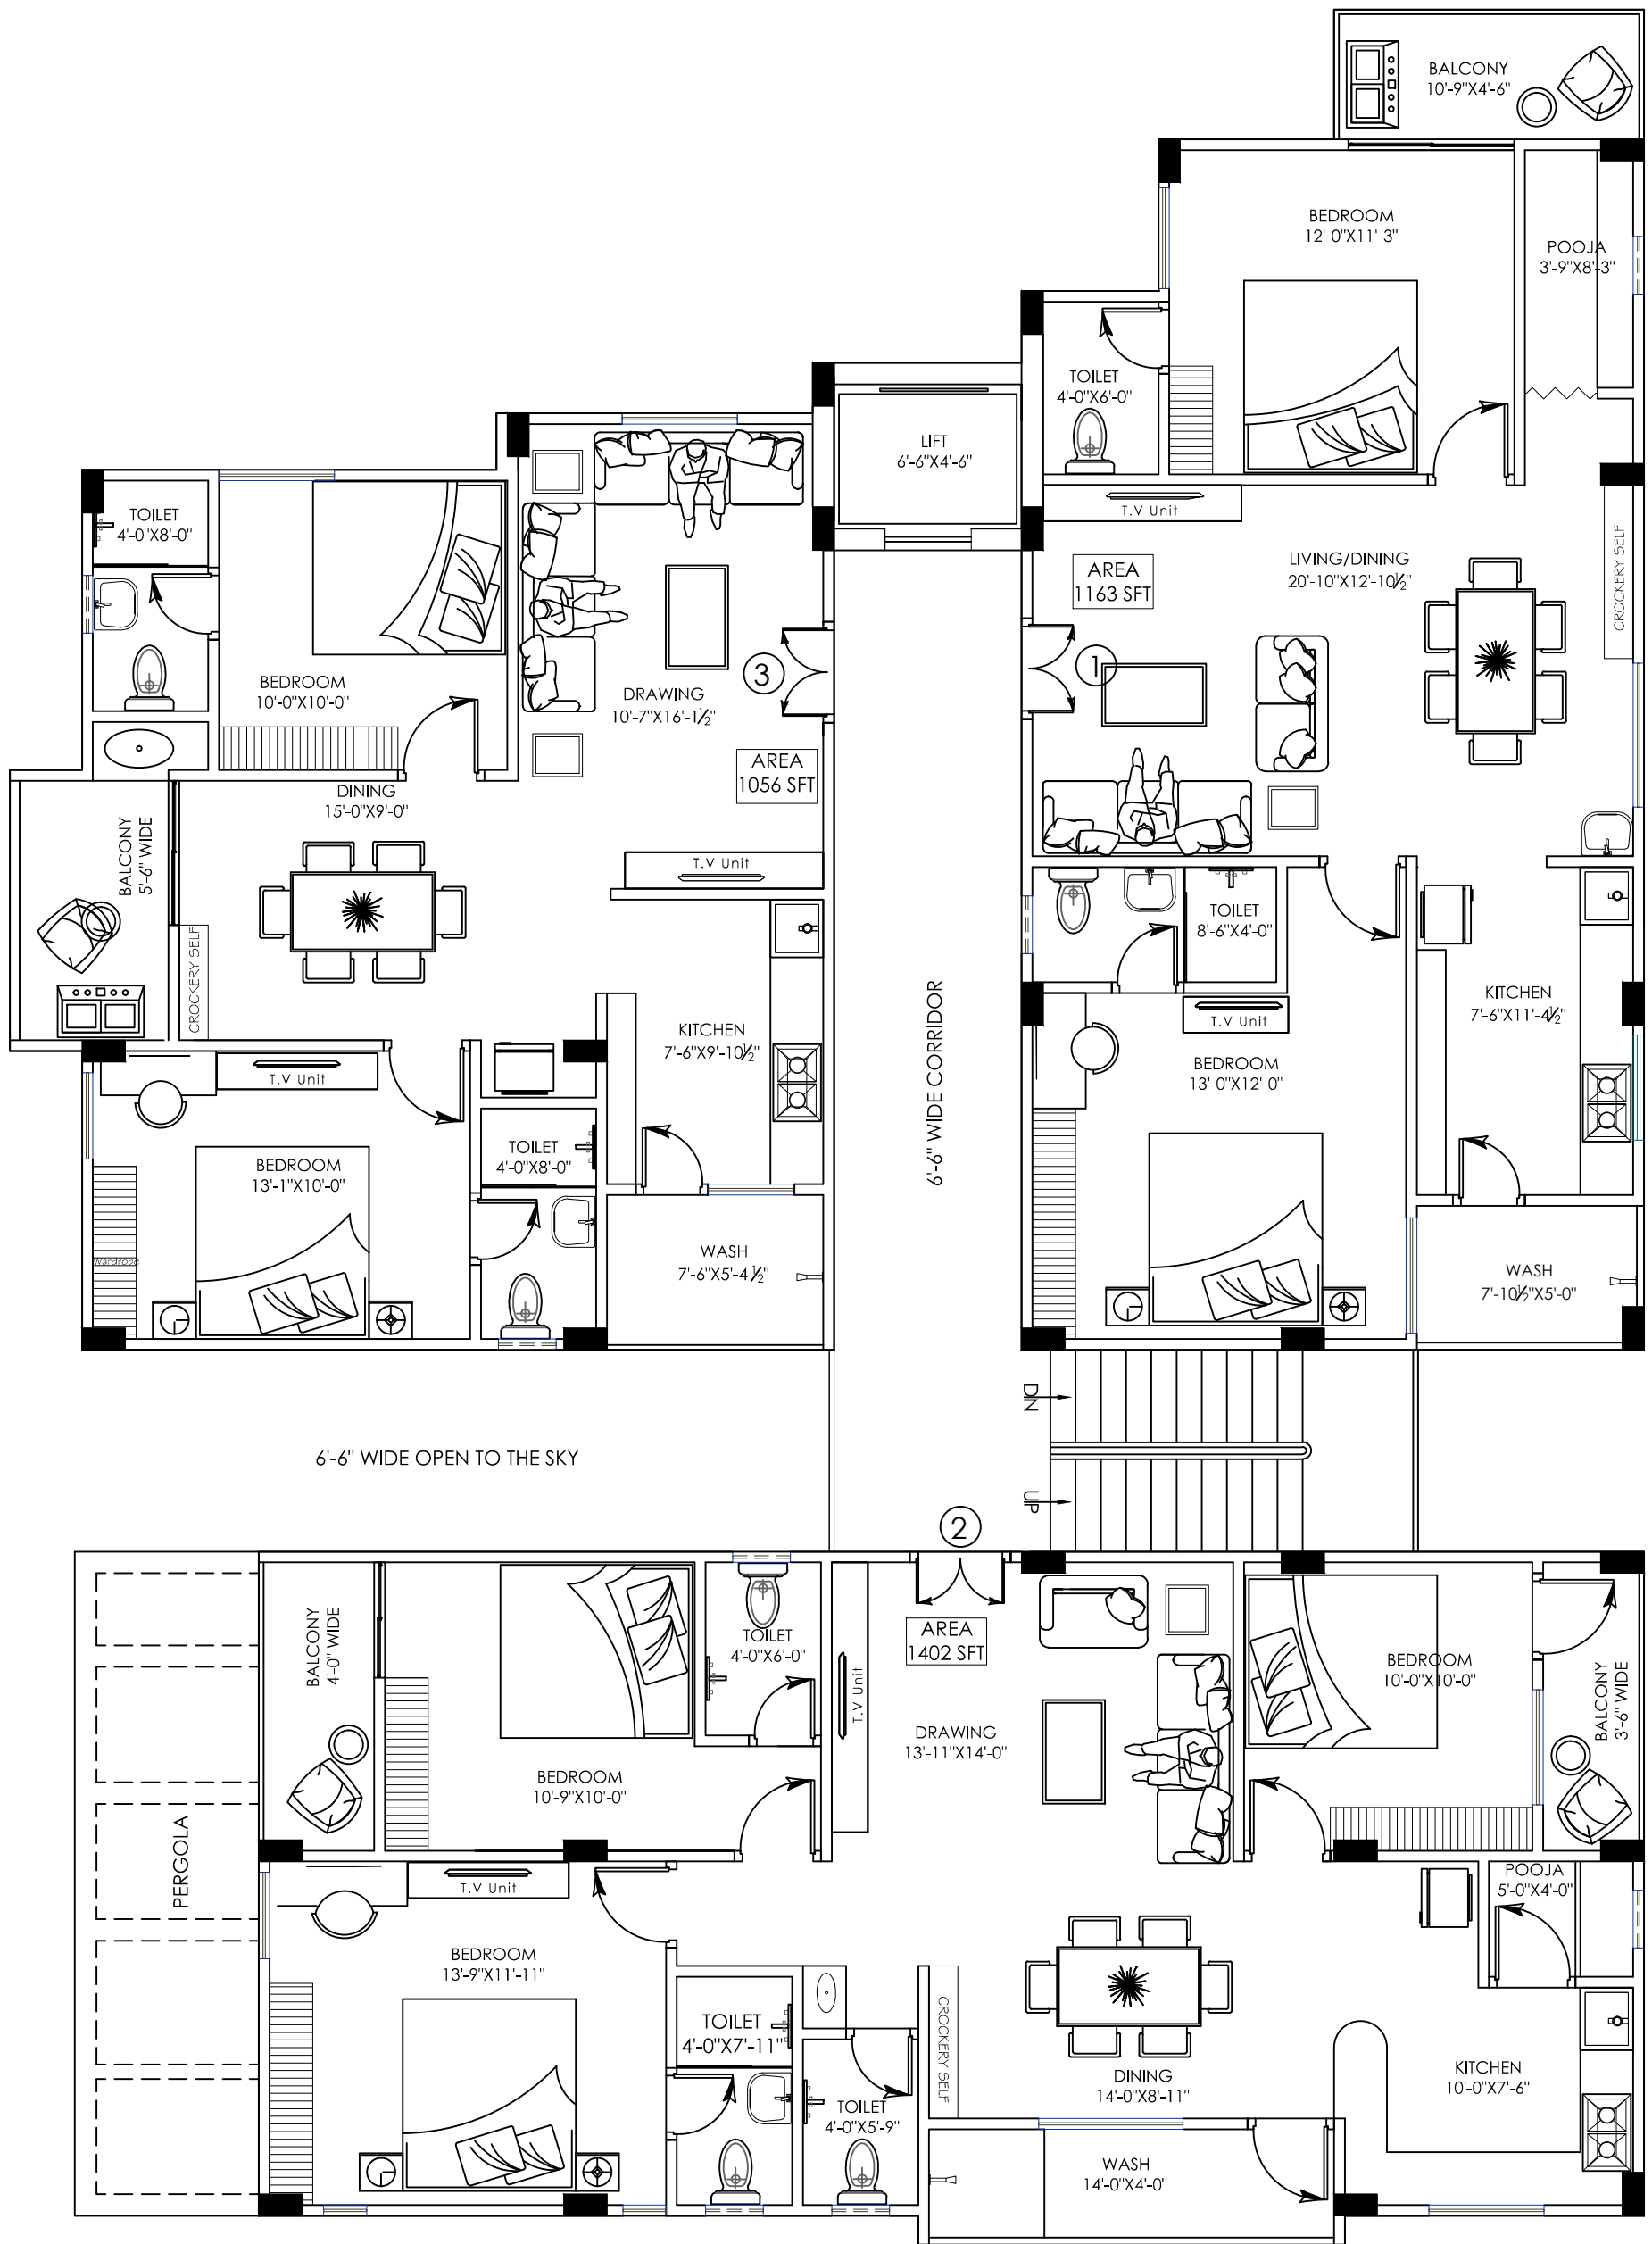 BALCONY
10'-9"X4'-6"
BEDROOM
12'-0"X11'-3"
POOJA
3'-9"X8'-3"
TOILET
4'-0"X6'-0"
LIFT
6'-6"X4'-6"
T.V Unit
TOILET
4'-0"X8'-0"
AREA
1163 SFT
LIVING/DINING
20'-10"X12'-10½"
CROCKERY SELF
BEDROOM
10'-0"X10'-0"
DRAWING
10'-7"X16'-1½"
3
1
AREA
1056 SFT
DINING
15'-0"X9'-0"
BALCONY
5'-6" WIDE
T.V Unit
TOILET
8'-6"X4'-0"
CROCKERY SELF
KITCHEN
7'-6"X9'-10½"
6'-6" WIDE CORRIDOR
T.V Unit
KITCHEN
7'-6"X11'-4½"
T.V Unit
BEDROOM
13'-0"X12'-0"
TOILET
4'-0"X8'-0"
BEDROOM
13'-1"X10'-0"
Wardrobe
WASH
7'-6"X5'-4½"
WASH
7'-10½"X5'-0"
DN
6'-6" WIDE OPEN TO THE SKY
UP
2
BALCONY
4'-0" WIDE
TOILET
4'-0"X6'-0"
AREA
1402 SFT
BEDROOM
10'-0"X10'-0"
BALCONY
3'-6" WIDE
T.V Unit
DRAWING
13'-11"X14'-0"
BEDROOM
10'-9"X10'-0"
PERGOLA
T.V Unit
POOJA
5'-0"X4'-0"
BEDROOM
13'-9"X11'-11"
TOILET
4'-0"X7'-11"
CROCKERY SELF
DINING
14'-0"X8'-11"
KITCHEN
10'-0"X7'-6"
TOILET
4'-0"X5'-9"
WASH
14'-0"X4'-0"